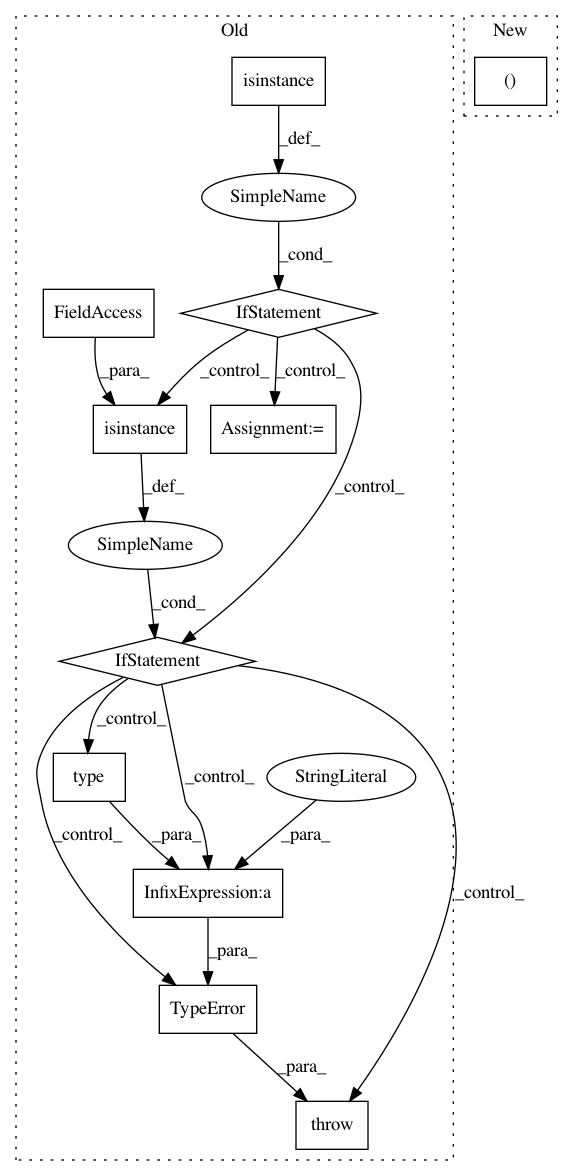 Old
New
isinstance
()
_def_
SimpleName
_cond_
FieldAccess
IfStatement
_para_
_control_
_control_
isinstance
Assignment:=
_def_
_control_
SimpleName
_cond_
IfStatement
_control_
type
StringLiteral
_control_
_control_
_para_
_para_
InfixExpression:a
_control_
_para_
TypeError
_para_
throw